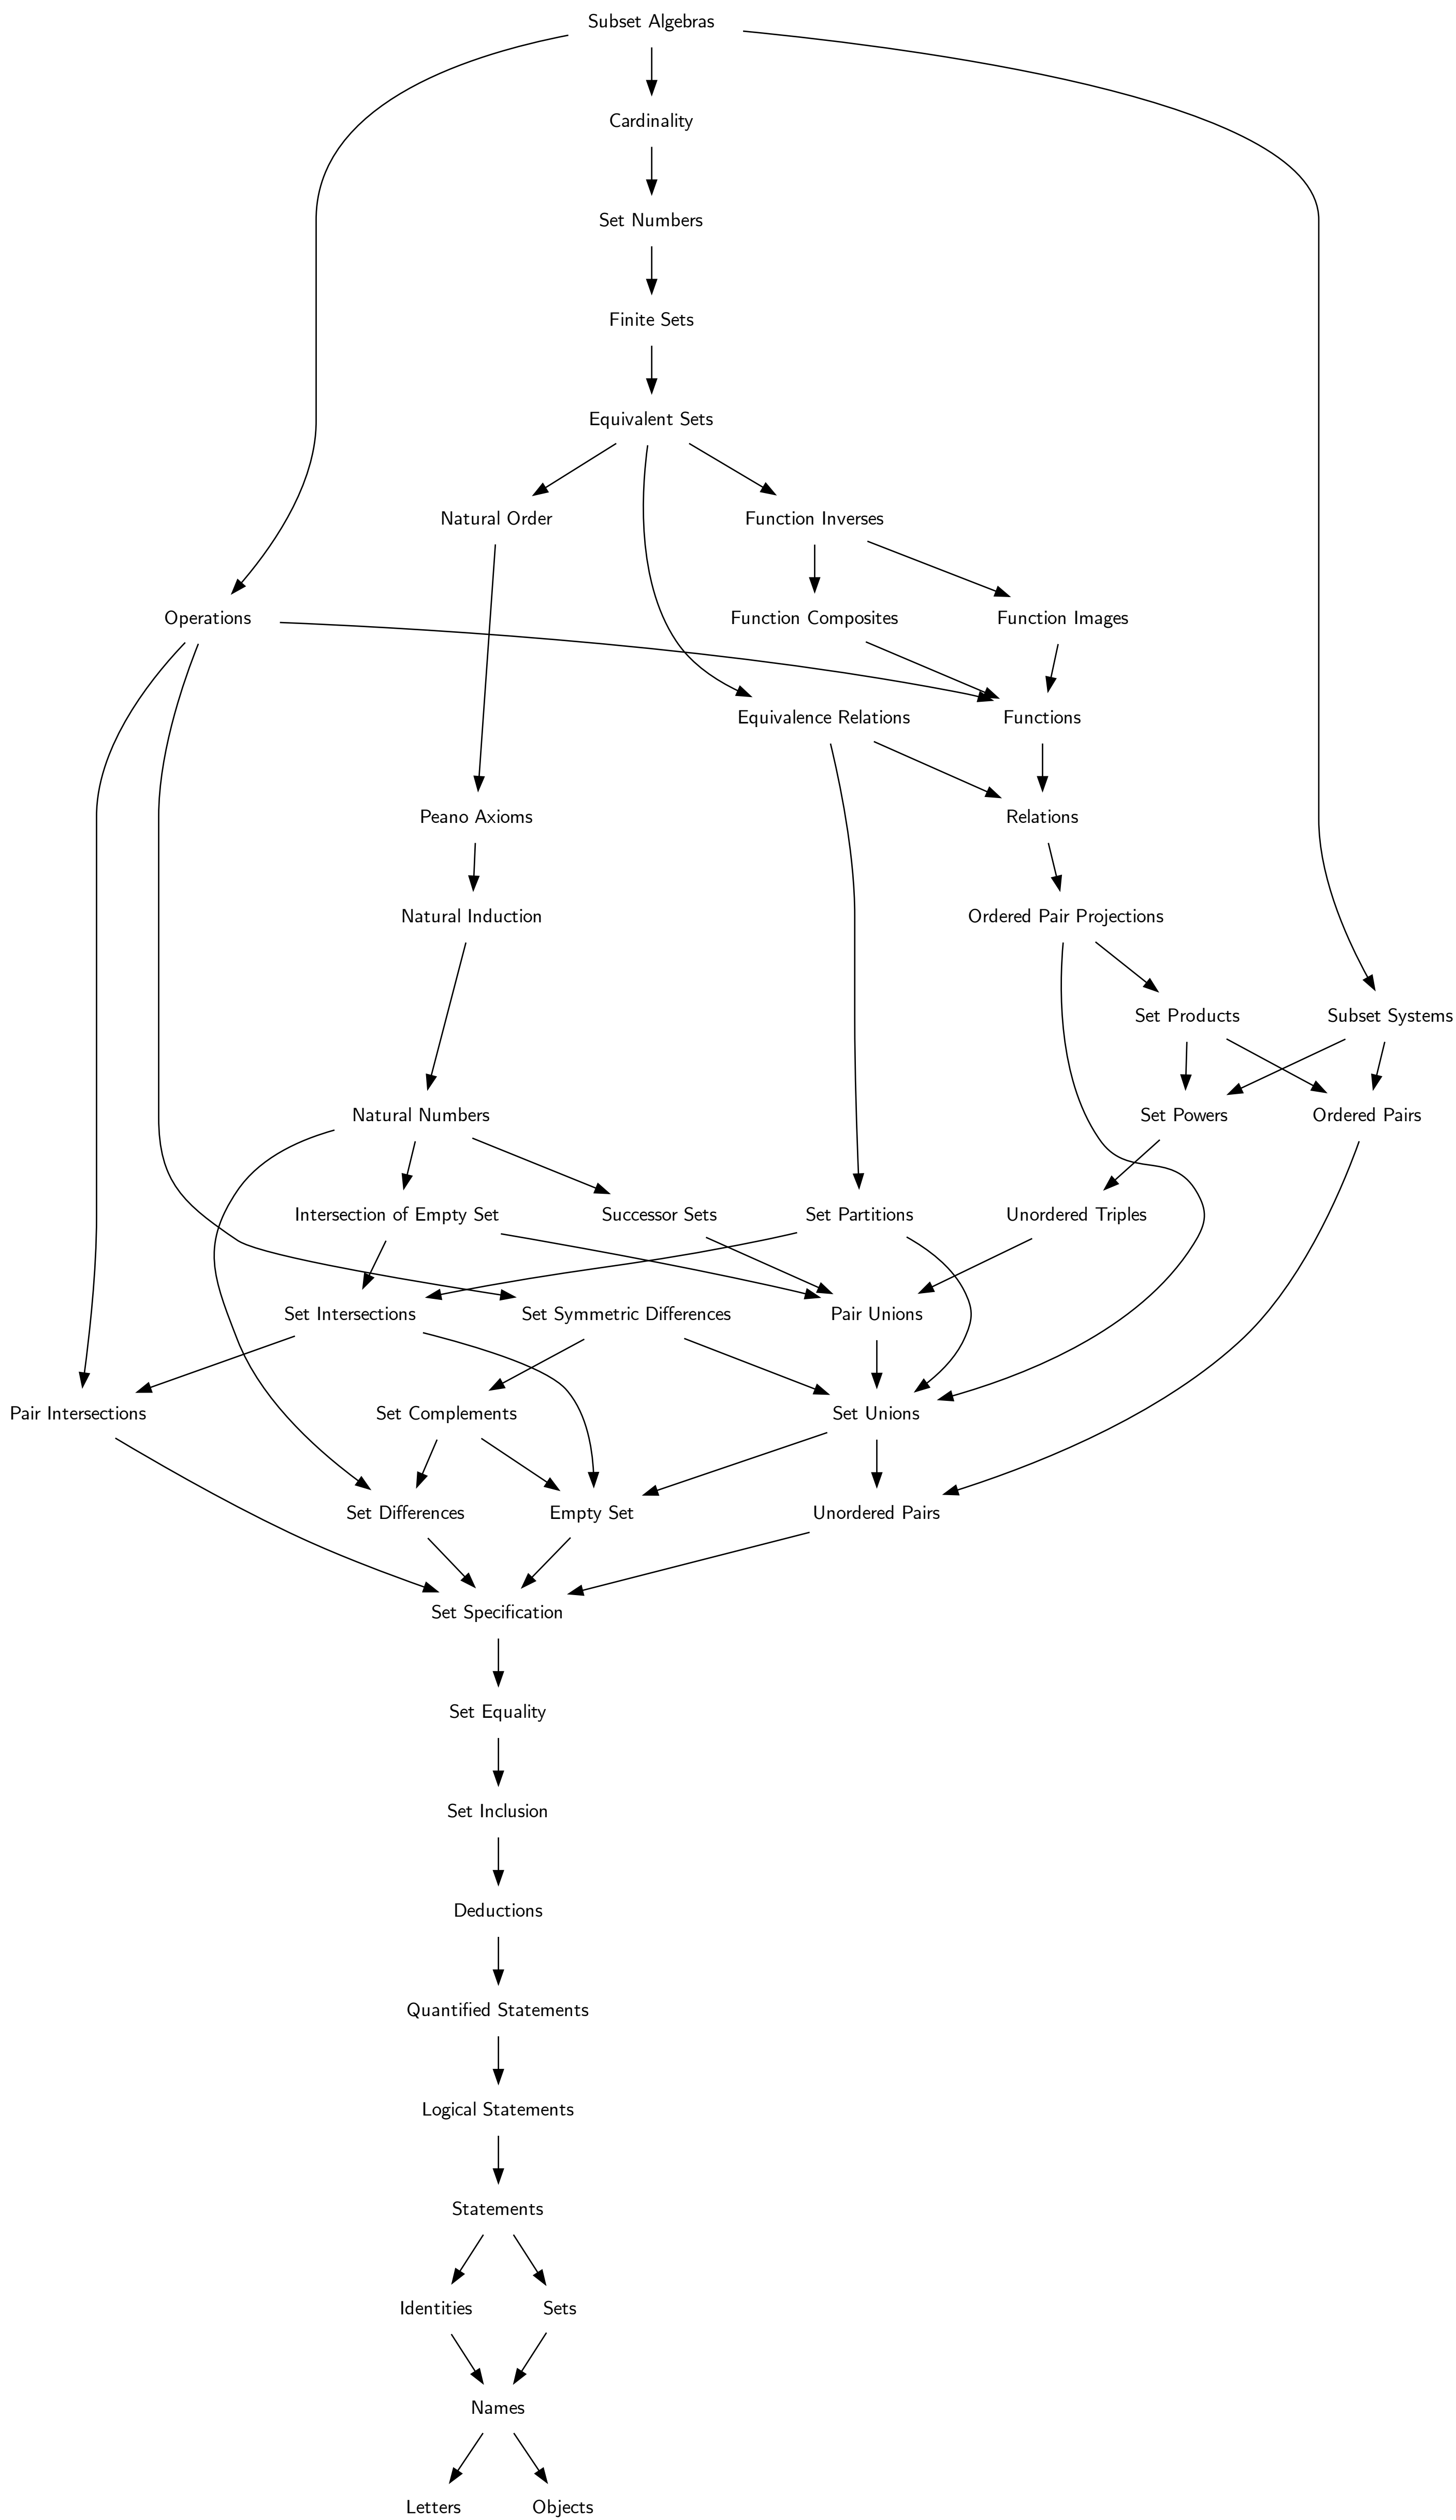 Subset Algebras
Cardinality
Set Numbers
Finite Sets
Equivalent Sets
Natural Order
Function Inverses
Operations
Function Composites
Function Images
Equivalence Relations
Functions
Peano Axioms
Relations
Natural Induction
Ordered Pair Projections
Set Products
Subset Systems
Natural Numbers
Set Powers
Ordered Pairs
Intersection of Empty Set
Successor Sets
Set Partitions
Unordered Triples
Set Intersections
Set Symmetric Differences
Pair Unions
Pair Intersections
Set Complements
Set Unions
Set Differences
Empty Set
Unordered Pairs
Set Specification
Set Equality
Set Inclusion
Deductions
Quantified Statements
Logical Statements
Statements
Identities
Sets
Names
Letters
Objects